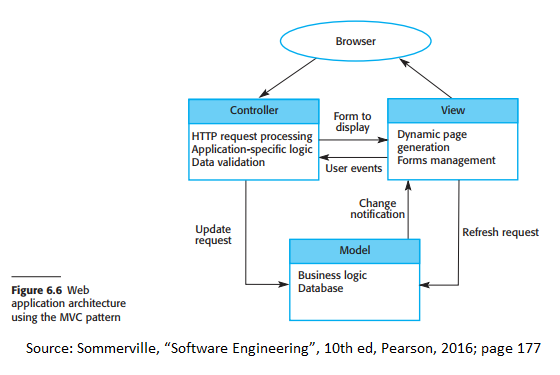 Browser
Controller
HTTP request processing
Application-specific logic
Data validation
Form to
display
User events
View
Dynamic page
generation
Forms management
Update
request
Change
notification
Refresh request
Model
Business logic
Database
Figure 6.6 Web
application architecture
using the MVC pattern
Source: Sommerville, “Software Engineering”, 10th ed, Pearson, 2016; page 177